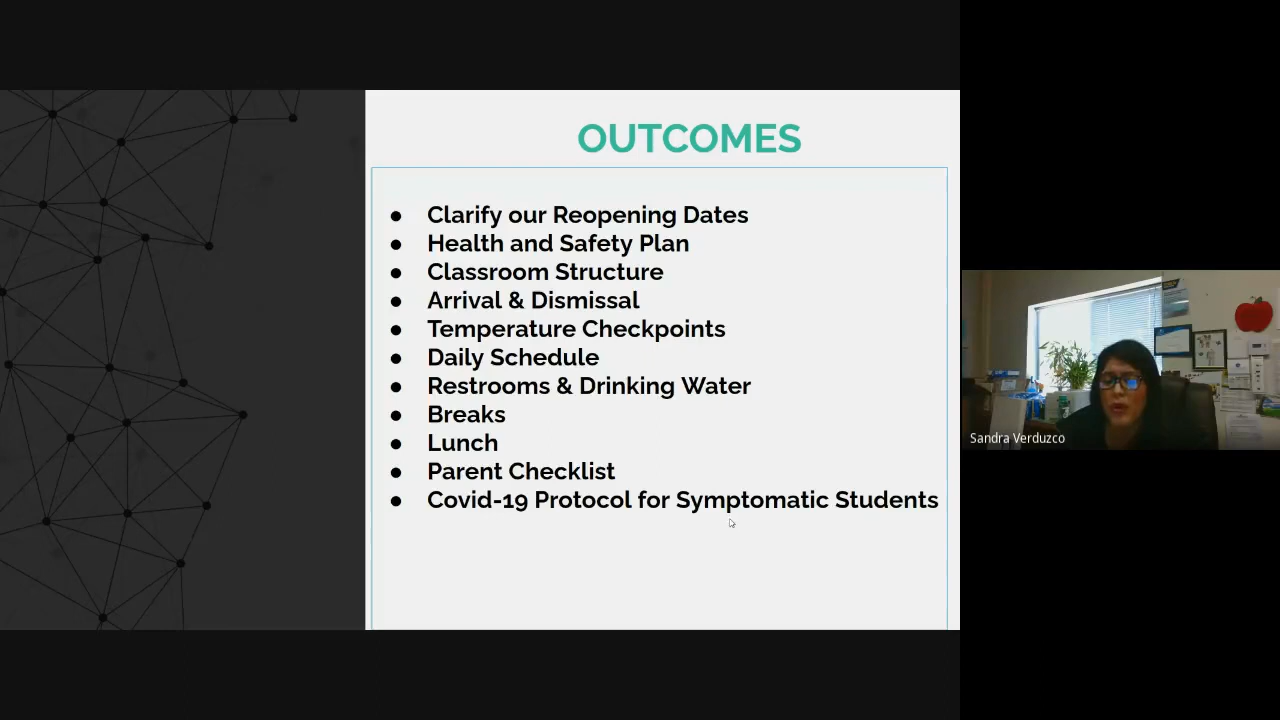 OUTCOMES
● Clarify our Reopening Dates
● Health and Safety Plan
● Classroom Structure
● Arrival & Dismissal
● Temperature Checkpoints
● Daily Schedule
● Restrooms & Drinking Water
● Breaks
● Lunch
● Parent Checklist
● Covid-19 Protocol for Symptomatic Students
Sandra Verduzco